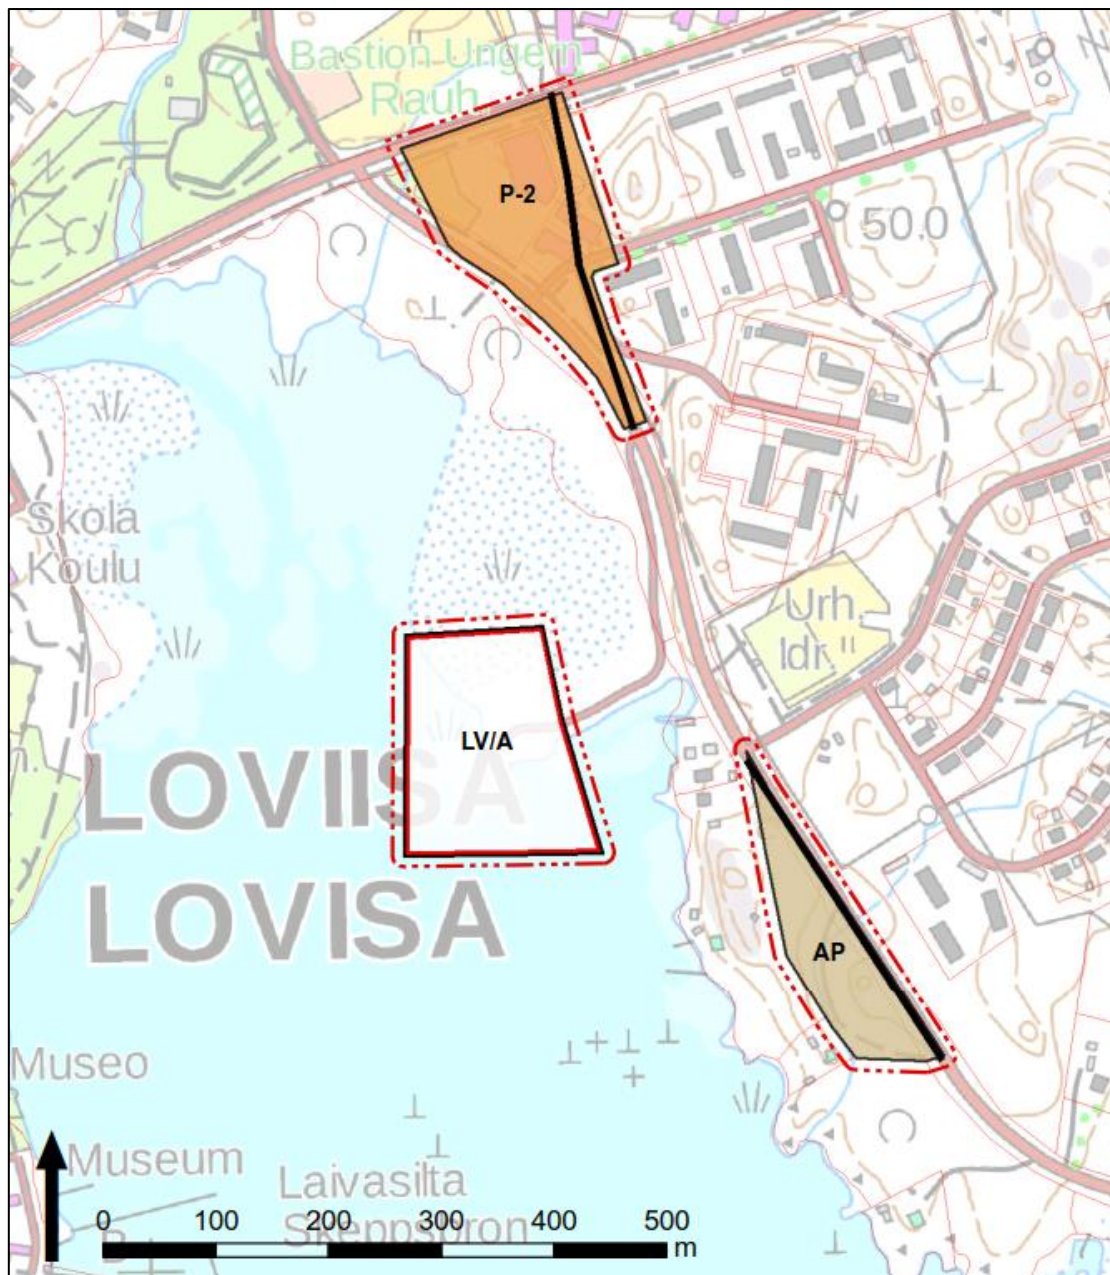 Bastion Ungern
Rauh.
P-2
50.0
Skola
Koulu
Urh.
Idr.
LV/A
LOVIISA
LOVISA
AP
Museo
Museum
Laivasilta
Skeppsbron
0 100 200 300 400 500
m